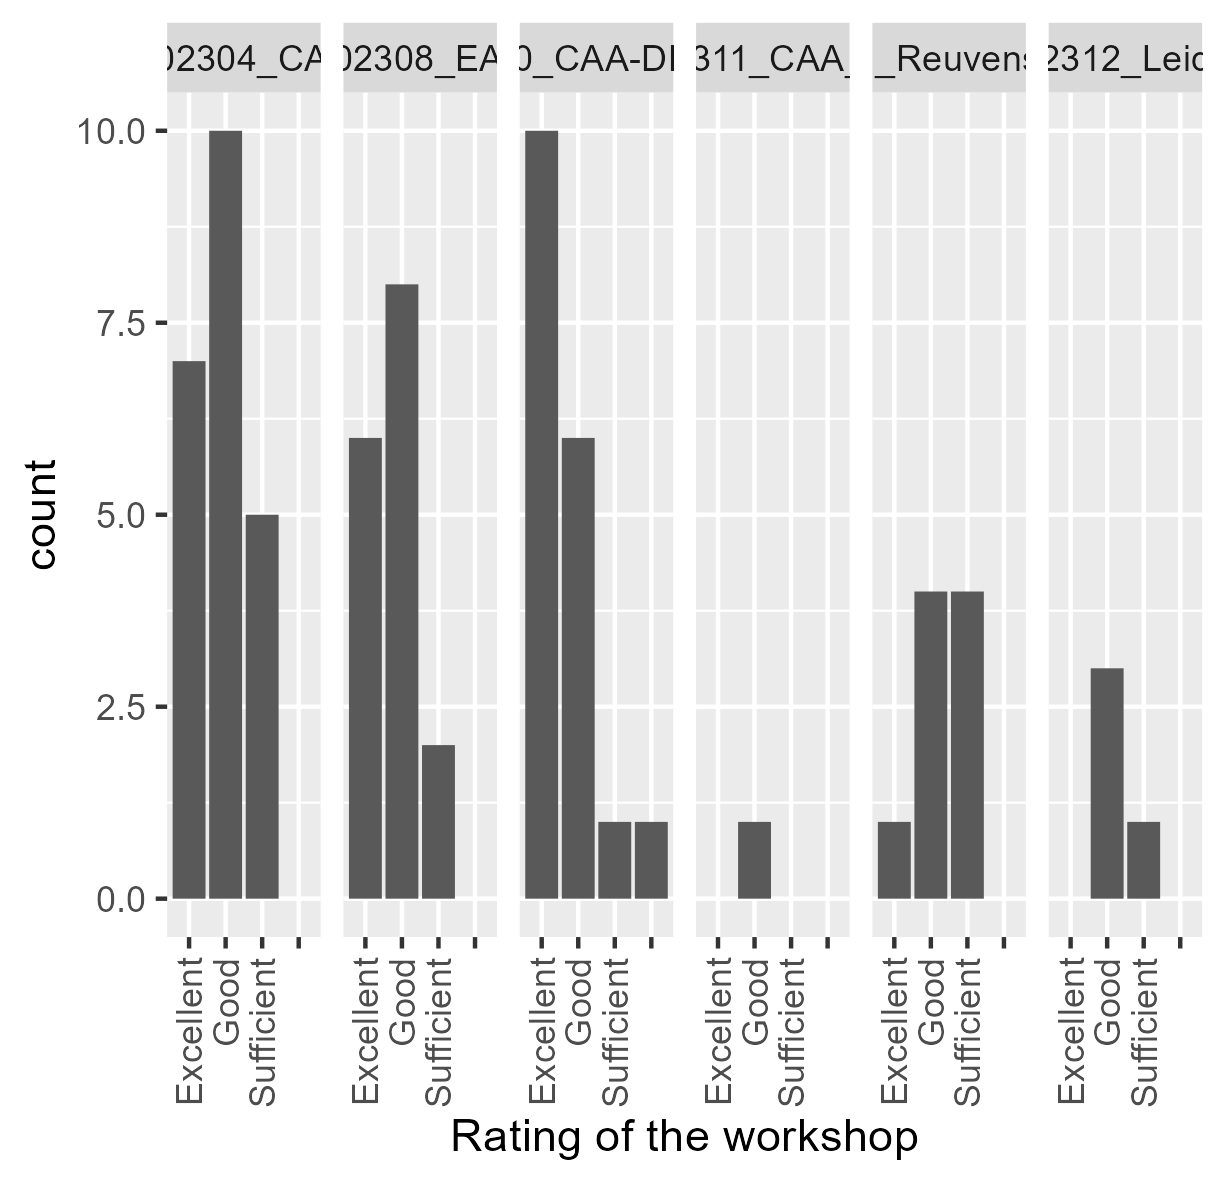 02304_CA
02308_EA
0_CAA-D
311_CAA_
_Reuvens
2312_Leic
10.0
7.5
5.0
2.5
0.0
count
Excellent
Good
Sufficient
Excellent
Good
Sufficient
Excellent
Good
Sufficient
Excellent
Good
Sufficient
Excellent
Good
Sufficient
Excellent
Good
Sufficient
Rating of the workshop